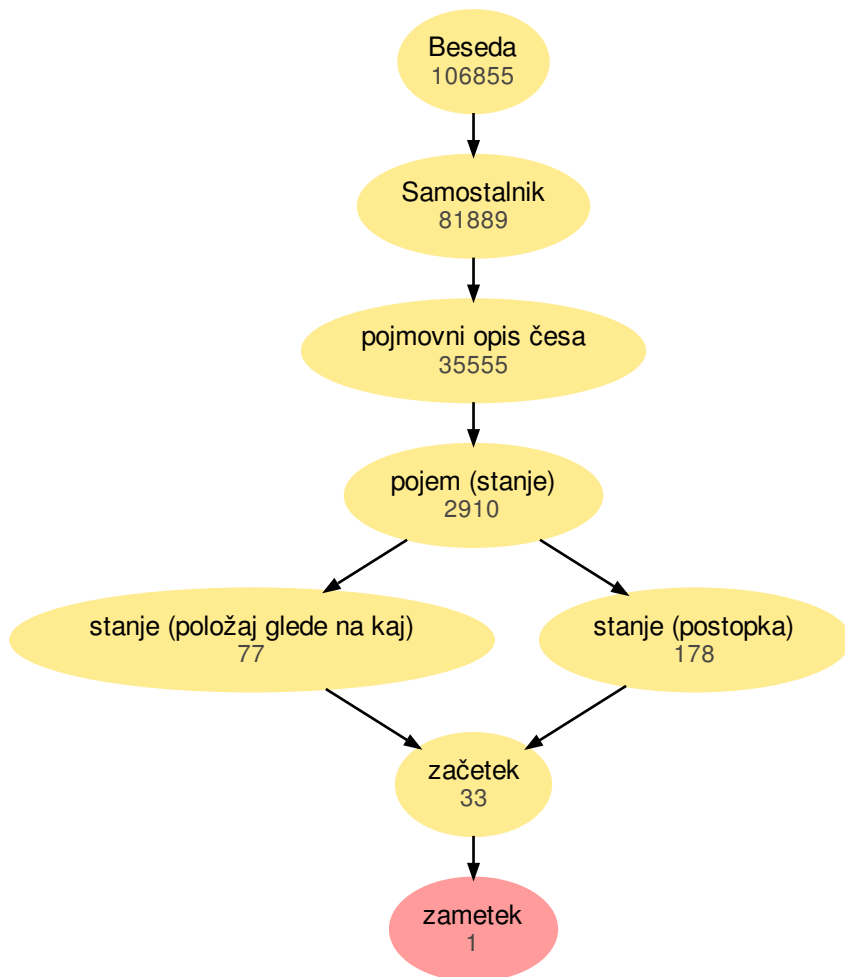 Beseda
106855
Samostalnik
81889
pojmovni opis česa
35555
pojem (stanje)
2910
stanje (položaj glede na kaj)
77
stanje (postopka)
178
začetek
33
zametek
1